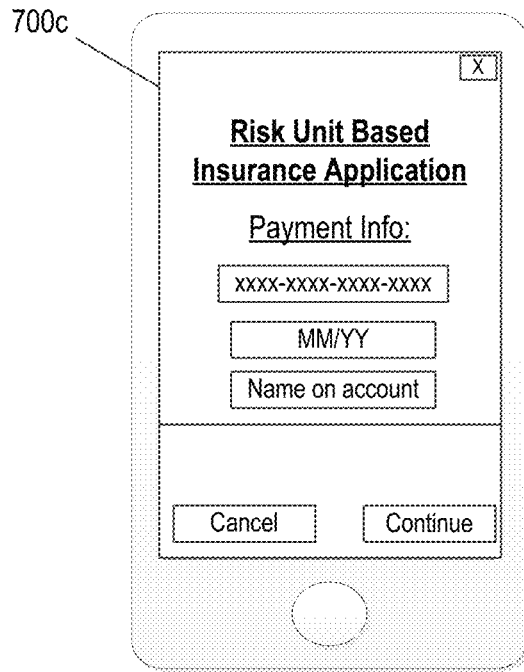 700c
X
Risk Unit Based
Insurance Application
Payment Info:
xxxx-xxxx-xxxx-xxxx
MM/YY
Name on account
Cancel Continue